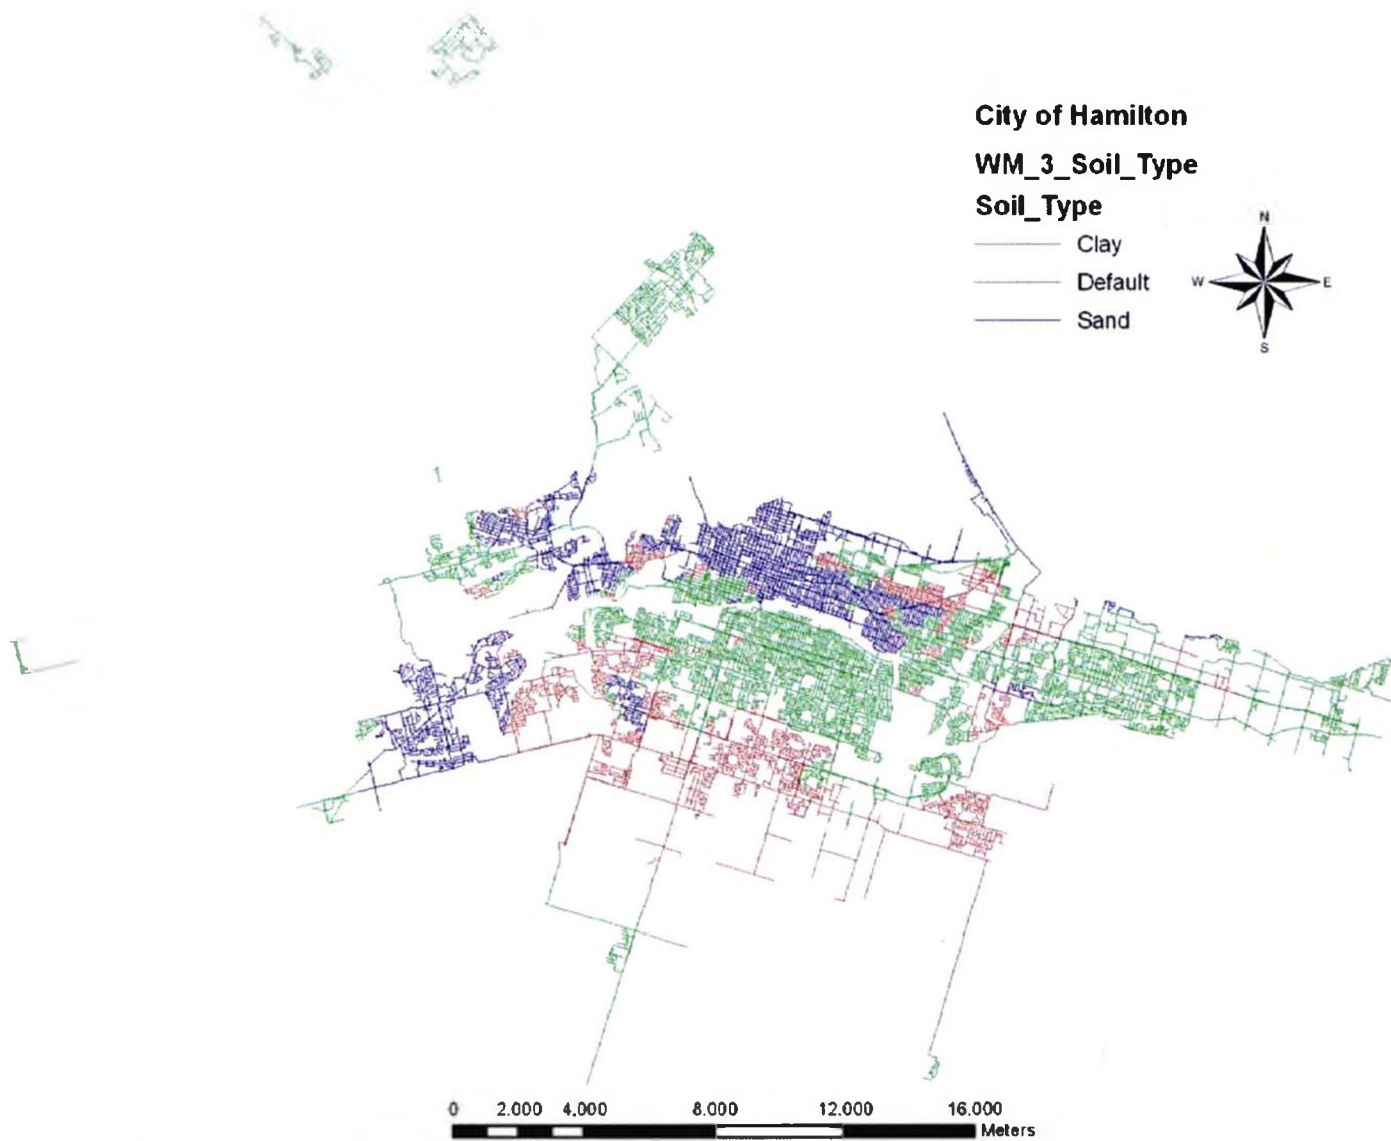 City of Hamilton
WM_3_Soil_Type
Soil_Type
Clay
Default
Sand
N
W E
S
0 2.000 4.000 8.000 12.000 16.000
Meters